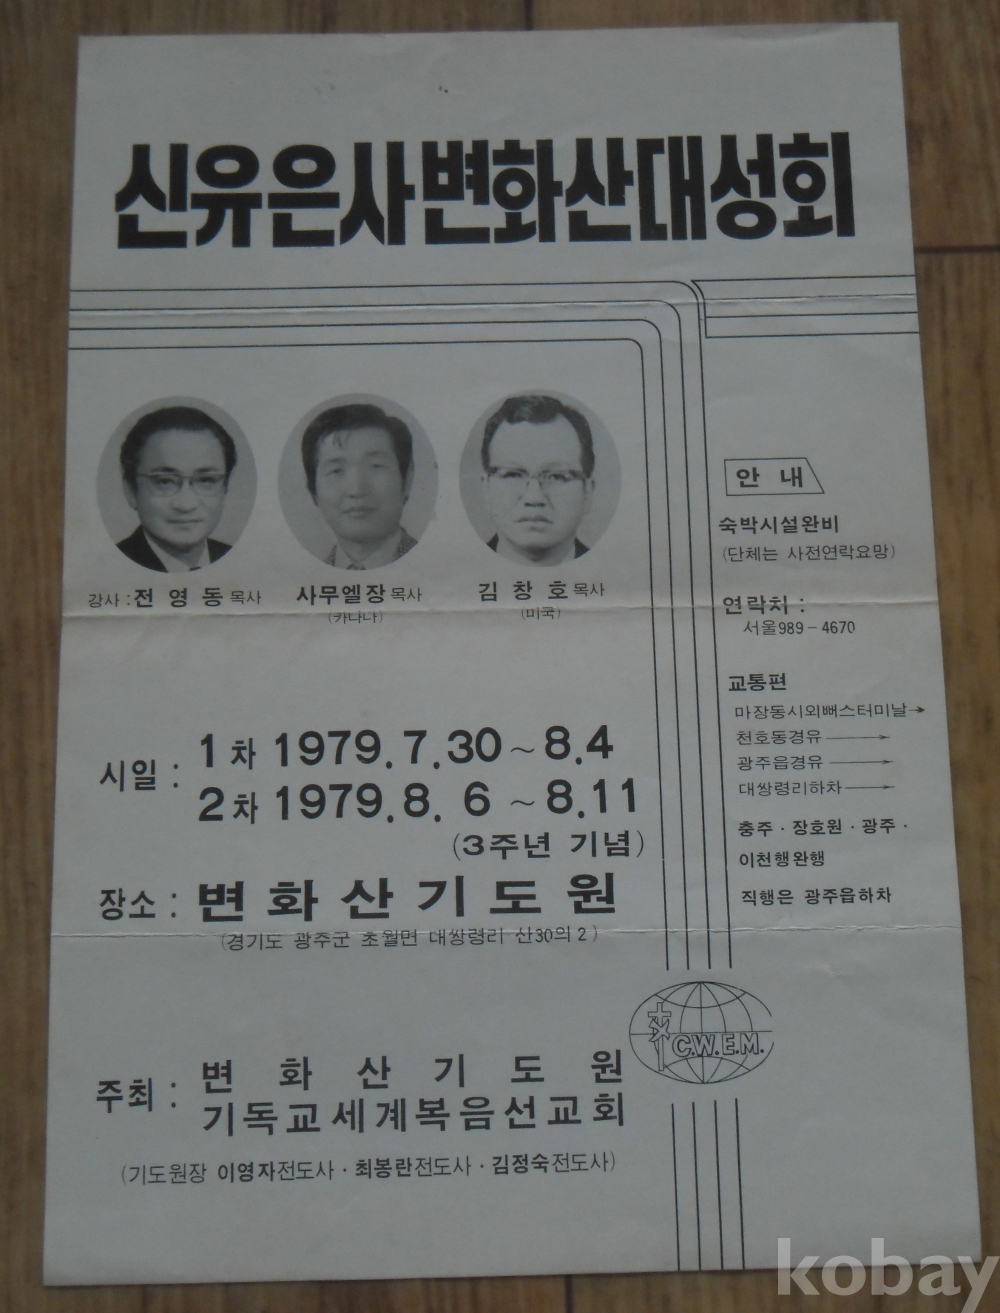 신유은사변화산대성회
강사 : 전영동 목사
사무엘장 목사
(카나다)
김창호 목사
(미국)
안 내
숙박시설완비
(단체는 사전연락요망)
연락처 :
서울 989-4670
교통편
마장동시외뻐스터미날→
천호동경유→
광주읍경유→
대쌍령리하차→
충주·장호원·광주·
이천행완행
직행은 광주읍하차
시일 : 1차 1979.7.30~8.4
2차 1979.8.6~8.11
(3주년 기념)
장소 : 변화산기도원
(경기도 광주군 초월면 대쌍령리 산30의2)
C.W.E.M.
주최 : 변화산기도원
기독교세계복음선교회
(기도원장 이영자전도사·최봉란전도사·김정숙전도사)
kobay